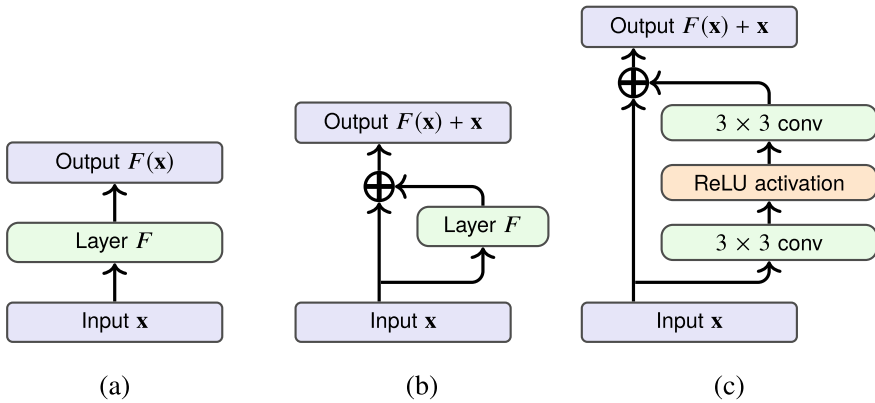 Output F(x)
Layer F
Input x
(a)
Output F(x) + x
Layer F
Input x
(b)
Output F(x) + x
3 × 3 conv
ReLU activation
3 × 3 conv
Input x
(c)